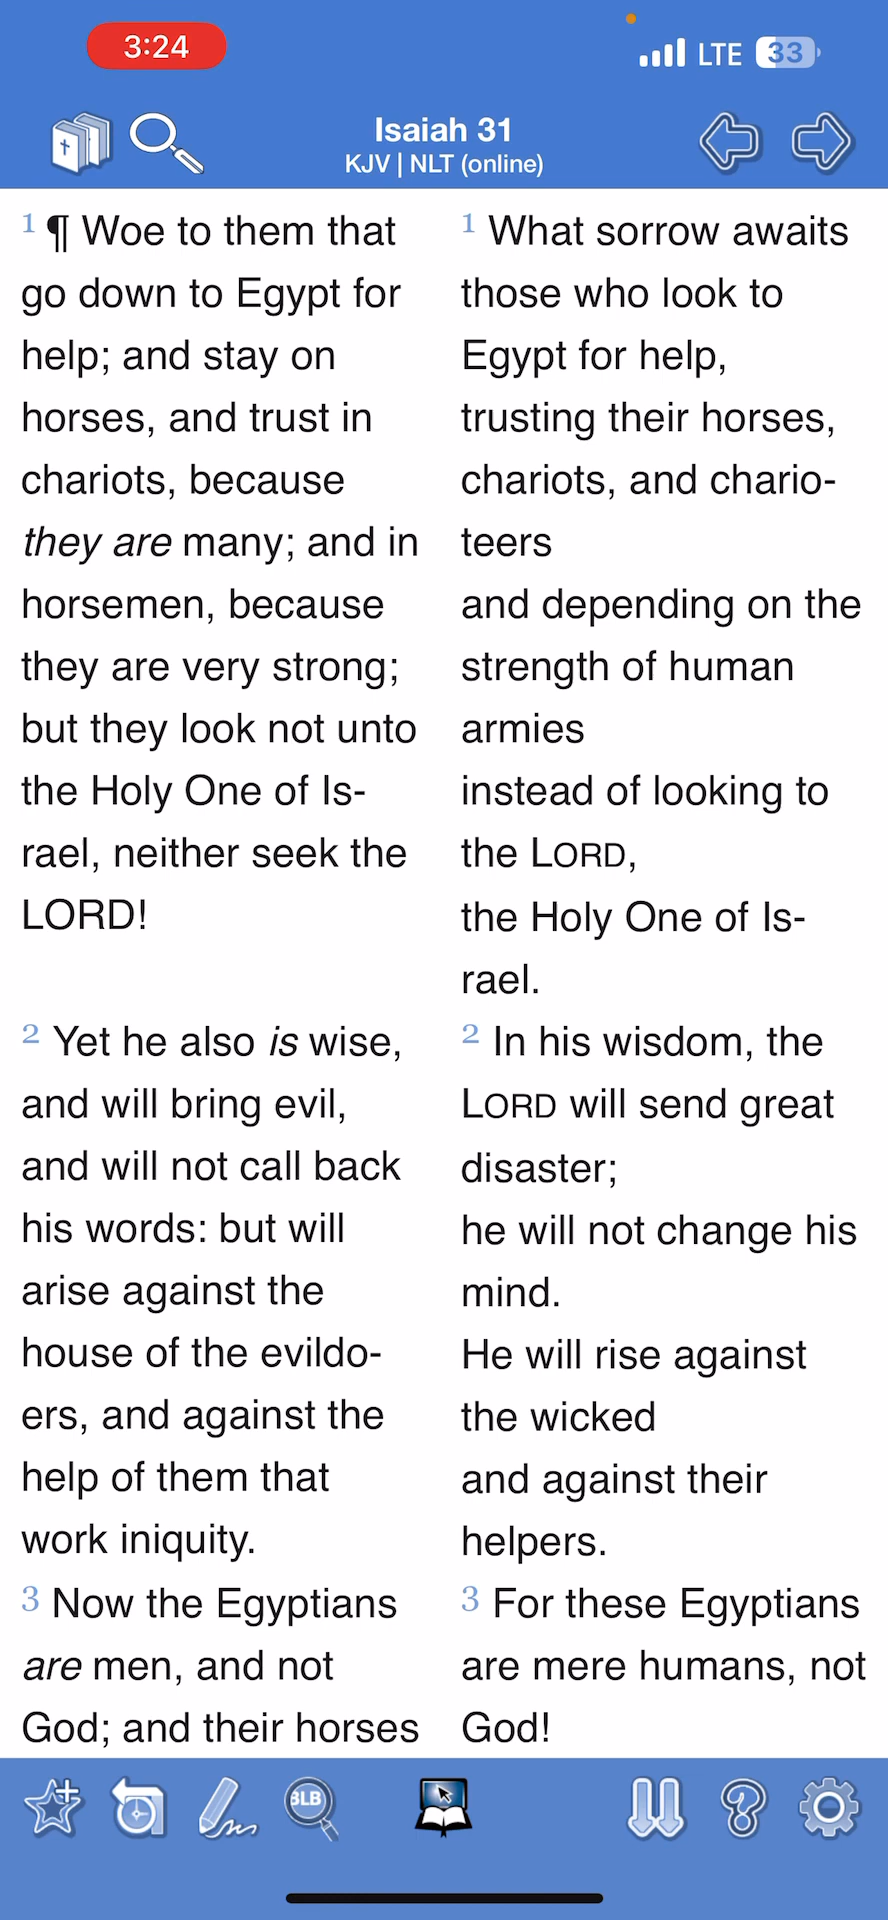 3:24
LTE 33
Isaiah 31
KJV | NLT (online)
1 ¶ Woe to them that
go down to Egypt for
help; and stay on
horses, and trust in
chariots, because
they are many; and in
horsemen, because
they are very strong;
but they look not unto
the Holy One of Is-
rael, neither seek the
LORD!
2 Yet he also is wise,
and will bring evil,
and will not call back
his words: but will
arise against the
house of the evildo-
ers, and against the
help of them that
work iniquity.
3 Now the Egyptians
are men, and not
God; and their horses
1 What sorrow awaits
those who look to
Egypt for help,
trusting their horses,
chariots, and chario-
teers
and depending on the
strength of human
armies
instead of looking to
the LORD,
the Holy One of Is-
rael.
2 In his wisdom, the
LORD will send great
disaster;
he will not change his
mind.
He will rise against
the wicked
and against their
helpers.
3 For these Egyptians
are mere humans, not
God!
BLB